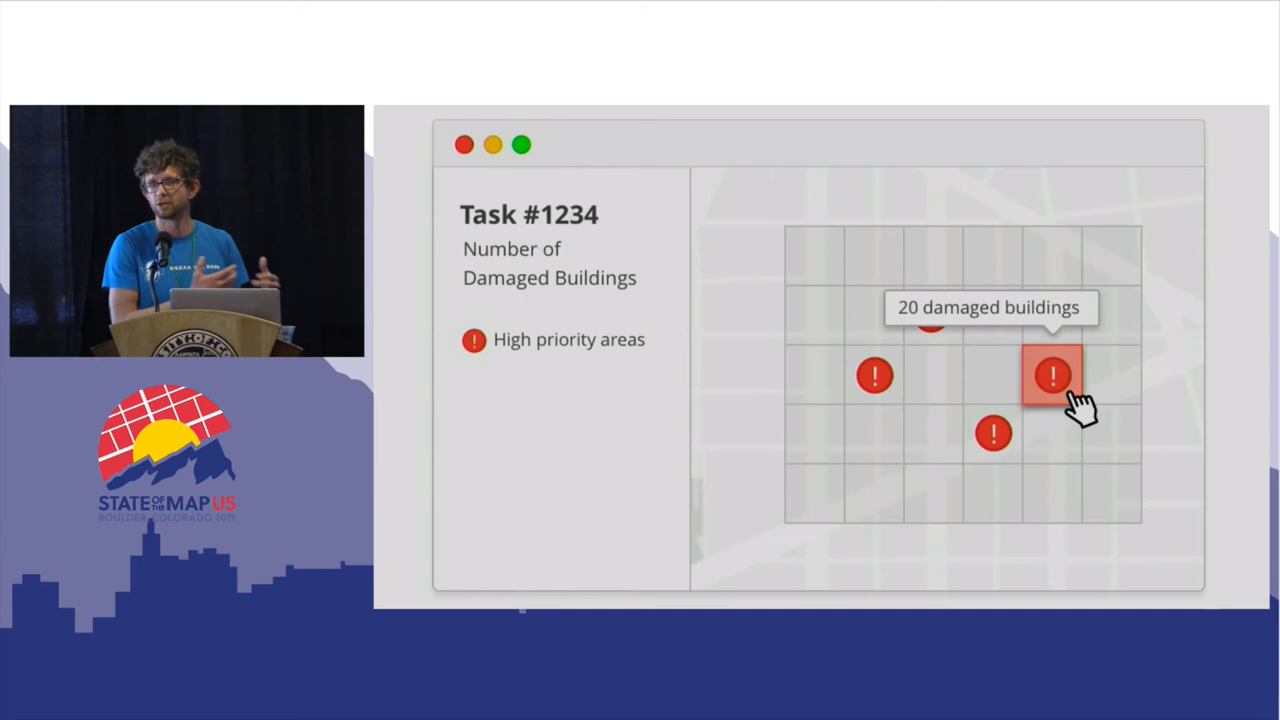 Task #1234
Number of
Damaged Buildings
! High priority areas
20 damaged buildings
!
!
!
STATE OF THE MAP US
BOULDER, COLORADO 2017